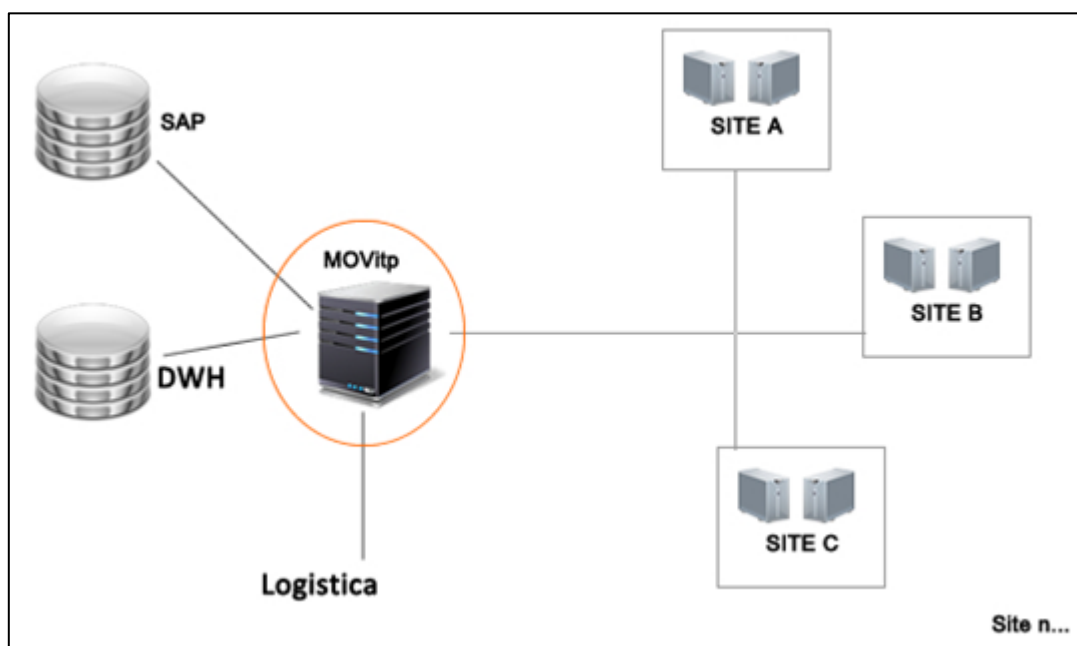 SAP
SITE A
MOVitp
SITE B
DWH
SITE C
Logistica
Site n...